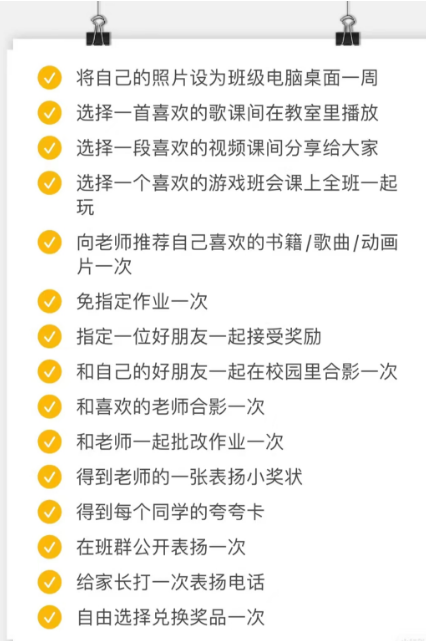 将自己的照片设为班级电脑桌面一周
选择一首喜欢的歌课间在教室里播放
选择一段喜欢的视频课间分享给大家
选择一个喜欢的游戏班会课上全班一起
玩
向老师推荐自己喜欢的书籍/歌曲/动画
片一次
免指定作业一次
指定一位好朋友一起接受奖励
和自己的好朋友一起在校园里合影一次
和喜欢的老师合影一次
和老师一起批改作业一次
得到老师的一张表扬小奖状
得到每个同学的夸夸卡
在班群公开表扬一次
给家长打一次表扬电话
自由选择兑换奖品一次